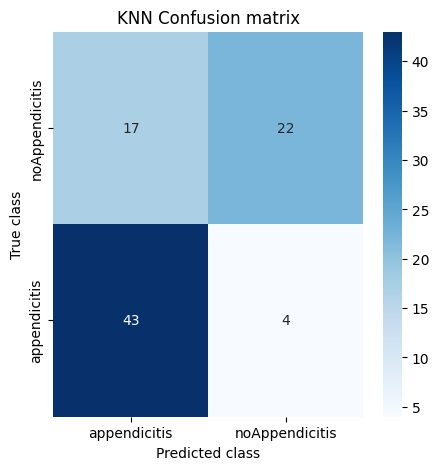 KNN Confusion matrix
True class
noAppendicitis
appendicitis
17
22
43
4
appendicitis
noAppendicitis
Predicted class
40
35
30
25
20
15
10
5